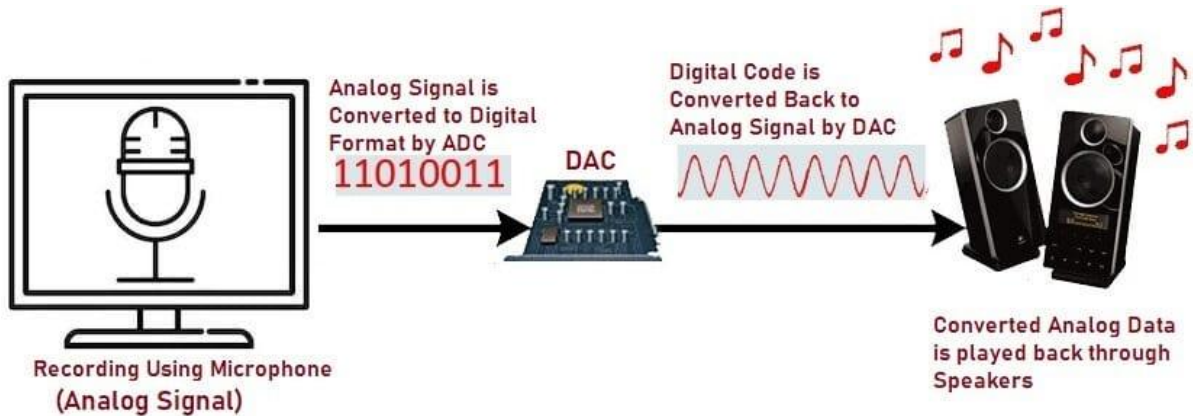 Analog Signal is
Converted to Digital
Format by ADC
11010011
DAC
Digital Code is
Converted Back to
Analog Signal by DAC
Recording Using Microphone
(Analog Signal)
Converted Analog Data
is played back through
Speakers